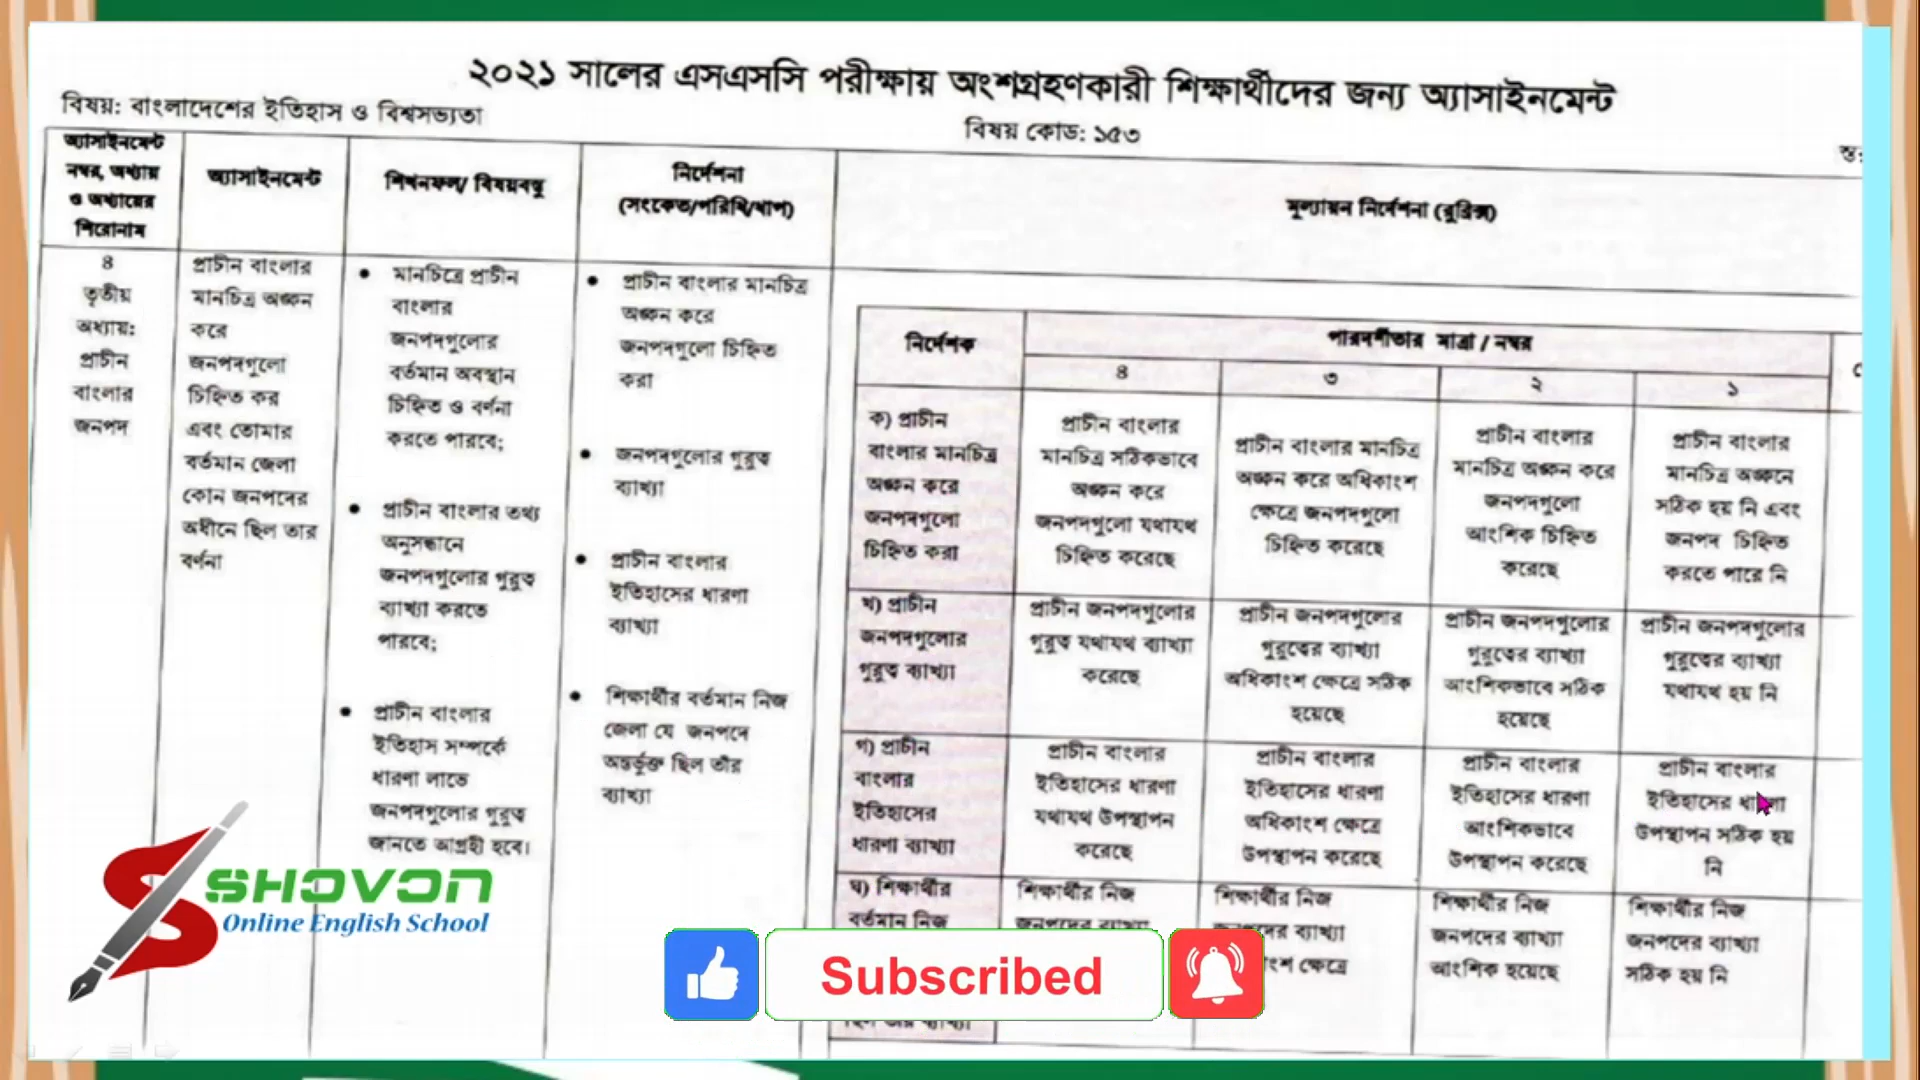 ২০২১ সালের এসএসসি পরীক্ষায় অংশগ্রহণকারী শিক্ষার্থীদের জন্য অ্যাসাইনমেন্ট
বিষয়: বাংলাদেশের ইতিহাস ও বিশ্বসভ্যতা
বিষয় কোড: ১৫৩
অ্যাসাইনমেন্ট
নম্বর, অধ্যায়
ও অধ্যায়ের
শিরোনাম
অ্যাসাইনমেন্ট
শিখনফল/ বিষয়বস্তু
নির্দেশনা
(সংকেত/পরিধি/ধাপ)
মূল্যায়ন নির্দেশনা (রুব্রিক্স)
৪
তৃতীয়
অধ্যায়:
প্রাচীন
বাংলার
জনপদ
প্রাচীন বাংলার
মানচিত্র অঙ্কন
করে
জনপদগুলো
চিহ্নিত কর
এবং তোমার
বর্তমান জেলা
কোন জনপদের
অধীনে ছিল তার
বর্ণনা
• মানচিত্রে প্রাচীন
বাংলার
জনপদগুলোর
বর্তমান অবস্থান
চিহ্নিত ও বর্ণনা
করতে পারবে;
• প্রাচীন বাংলার তথ্য
অনুসন্ধানে
জনপদগুলোর গুরুত্ব
ব্যাখ্যা করতে
পারবে;
• প্রাচীন বাংলার
ইতিহাস সম্পর্কে
ধারণা লাভে
জনপদগুলোর গুরুত্ব
জানতে আগ্রহী হবে।
• প্রাচীন বাংলার মানচিত্র
অঙ্কন করে
জনপদগুলো চিহ্নিত
করা
• জনপদগুলোর গুরুত্ব
ব্যাখ্যা
• প্রাচীন বাংলার
ইতিহাসের ধারণা
ব্যাখ্যা
• শিক্ষার্থীর বর্তমান নিজ
জেলা যে জনপদে
অন্তর্ভূক্ত ছিল তাঁর
ব্যাখ্যা
নির্দেশক
পারদর্শীতার মাত্রা / নম্বর
৪
৩
২
১
ক) প্রাচীন
বাংলার মানচিত্র
অঙ্কন করে
জনপদগুলো
চিহ্নিত করা
প্রাচীন বাংলার
মানচিত্র সঠিকভাবে
অঙ্কন করে
জনপদগুলো যথাযথ
চিহ্নিত করেছে
প্রাচীন বাংলার মানচিত্র
অঙ্কন করে অধিকাংশ
ক্ষেত্রে জনপদগুলো
চিহ্নিত করেছে
প্রাচীন বাংলার
মানচিত্র অঙ্কন করে
জনপদগুলো
আংশিক চিহ্নিত
করেছে
প্রাচীন বাংলার
মানচিত্র অঙ্কনে
সঠিক হয় নি এবং
জনপদ চিহ্নিত
করতে পারে নি
খ) প্রাচীন
জনপদগুলোর
গুরুত্ব ব্যাখ্যা
প্রাচীন জনপদগুলোর
গুরুত্ব যথাযথ ব্যাখ্যা
করেছে
প্রাচীন জনপদগুলোর
গুরুত্বের ব্যাখ্যা
অধিকাংশ ক্ষেত্রে সঠিক
হয়েছে
প্রাচীন জনপদগুলোর
গুরুত্বের ব্যাখ্যা
আংশিকভাবে সঠিক
হয়েছে
প্রাচীন জনপদগুলোর
গুরুত্বের ব্যাখ্যা
যথাযথ হয় নি
গ) প্রাচীন
বাংলার
ইতিহাসের
ধারণা ব্যাখ্যা
প্রাচীন বাংলার
ইতিহাসের ধারণা
যথাযথ উপস্থাপন
করেছে
প্রাচীন বাংলার
ইতিহাসের ধারণা
অধিকাংশ ক্ষেত্রে
উপস্থাপন করেছে
প্রাচীন বাংলার
ইতিহাসের ধারণা
আংশিকভাবে
উপস্থাপন করেছে
প্রাচীন বাংলার
ইতিহাসের ধারণা
উপস্থাপন সঠিক হয়
নি
ঘ) শিক্ষার্থীর
বর্তমান নিজ
শিক্ষার্থীর নিজ
জনপদের ব্যাখ্যা
শিক্ষার্থীর নিজ
ব্যাখ্যা
ক্ষেত্রে
শিক্ষার্থীর নিজ
জনপদের ব্যাখ্যা
আংশিক হয়েছে
শিক্ষার্থীর নিজ
জনপদের ব্যাখ্যা
সঠিক হয় নি
SHOVON
Online English School
Subscribed